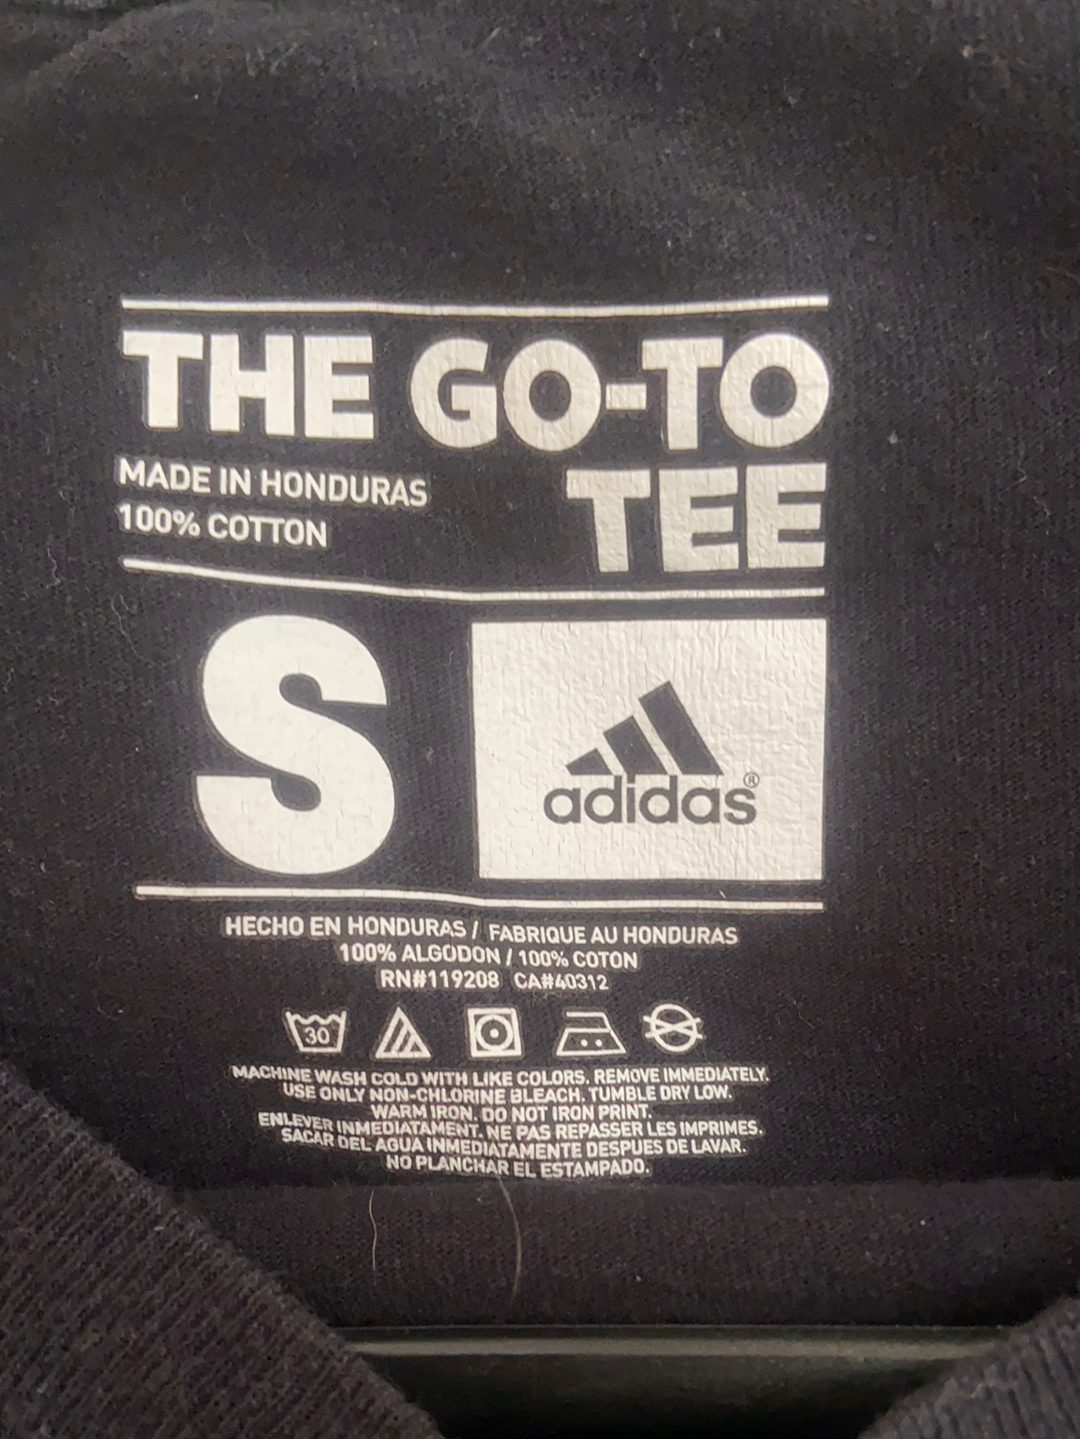 THE GO-TO
TEE
MADE IN HONDURAS
100% COTTON
S
adidas®
HECHO EN HONDURAS / FABRIQUE AU HONDURAS
100% ALGODON / 100% COTON
RN#119208 CA#40312
30
MACHINE WASH COLD WITH LIKE COLORS. REMOVE IMMEDIATELY.
USE ONLY NON-CHLORINE BLEACH. TUMBLE DRY LOW.
WARM IRON. DO NOT IRON PRINT.
ENLEVER INMEDIATAMENT. NE PAS REPASSER LES IMPRIMES.
SACAR DEL AGUA INMEDIATAMENTE DESPUES DE LAVAR.
NO PLANCHAR EL ESTAMPADO.